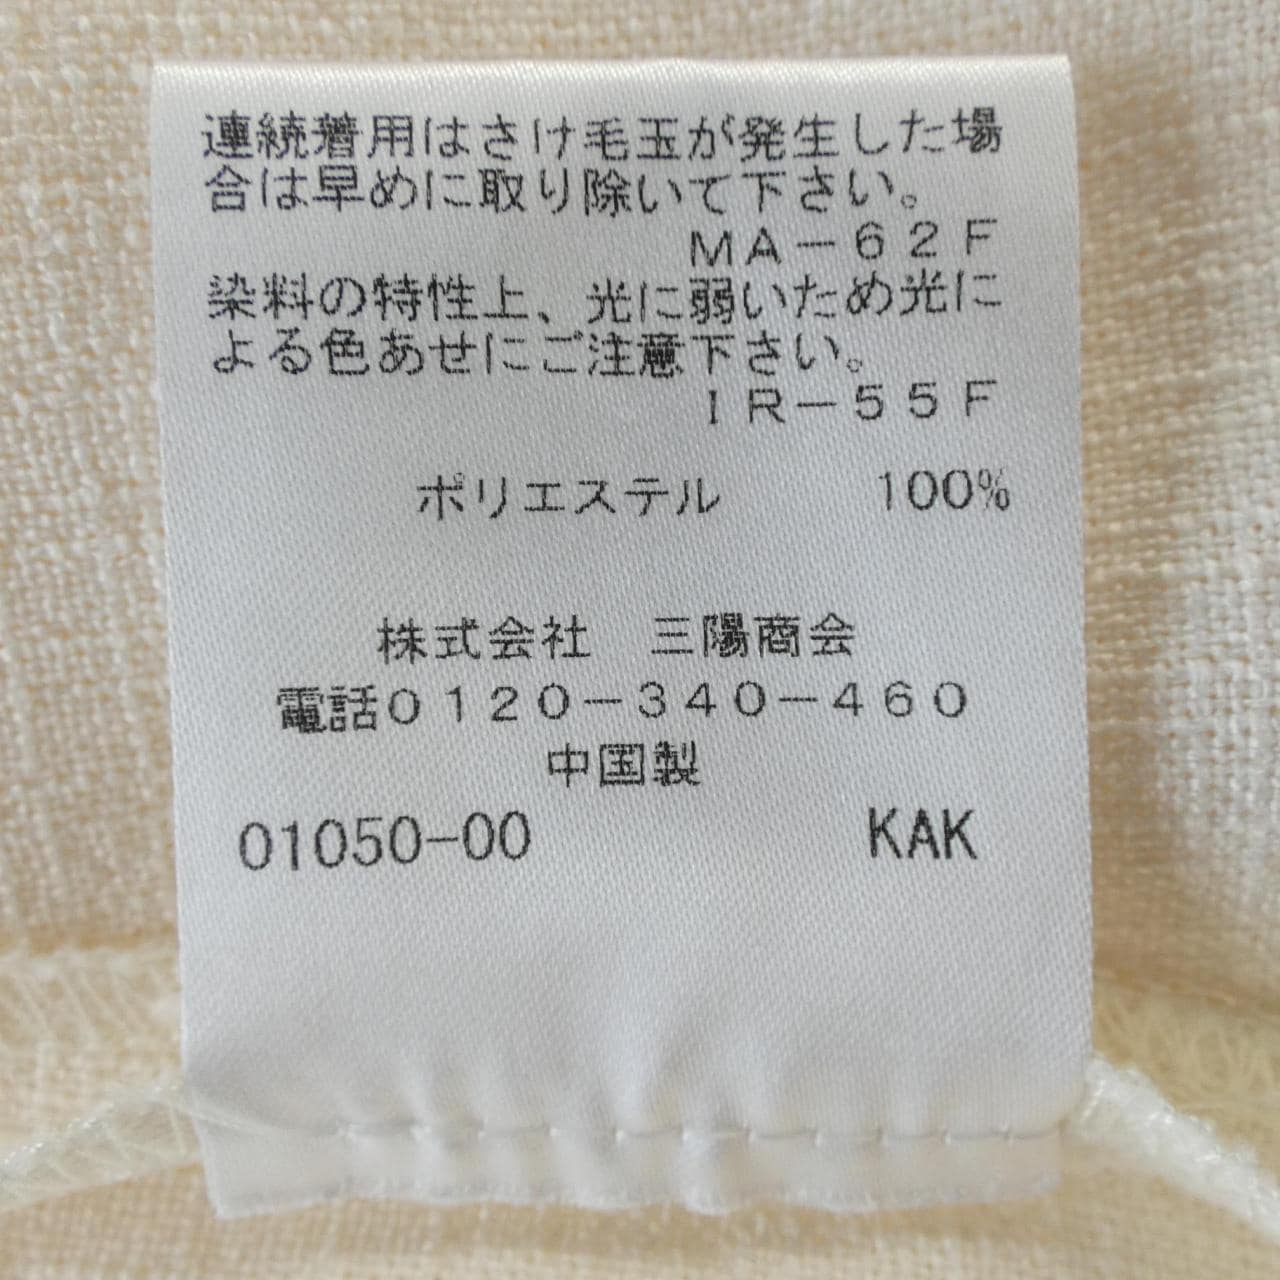 連続着用はさけ毛玉が発生した場
合は早めに取り除いて下さい。
ＭＡ－６２Ｆ
染料の特性上、光に弱いため光に
よる色あせにご注意下さい。
ＩＲ－５５Ｆ
ポリエステル　100%
株式会社　三陽商会
電話０１２０－３４０－４６０
中国製
01050-00　KAK